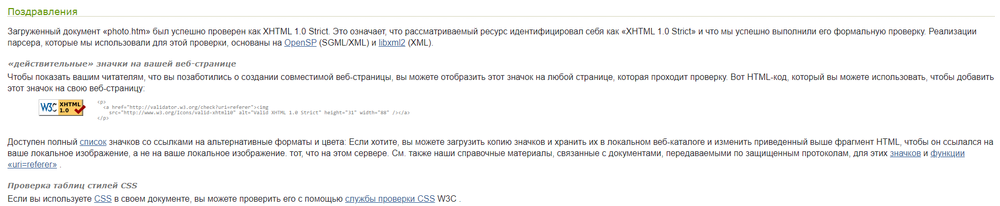 Поздравления
Загруженный документ «photo.htm» был успешно проверен как XHTML 1.0 Strict. Это означает, что рассматриваемый ресурс идентифицировал себя как «XHTML 1.0 Strict» и что мы успешно выполнили его формальную проверку. Реализации
парсера, которые мы использовали для этой проверки, основаны на OpenSP (SGML/XML) и libxml2 (XML).
«действительные» значки на вашей веб-странице
Чтобы показать вашим читателям, что вы позаботились о создании совместимой веб-страницы, вы можете отобразить этот значок на любой странице, которая проходит проверку. Вот HTML-код, который вы можете использовать, чтобы добавить
этот значок на свою веб-страницу:
W3C XHTML 1.0
<p>
<a href="http://validator.w3.org/check?uri=referer"><img
src="http://www.w3.org/Icons/valid-xhtml10" alt="Valid XHTML 1.0 Strict" height="31" width="88" /></a>
</p>
Доступен полный список значков со ссылками на альтернативные форматы и цвета: Если хотите, вы можете загрузить копию значков и хранить их в локальном веб-каталоге и изменить приведенный выше фрагмент HTML, чтобы он ссылался на
ваше локальное изображение, а не на ваше локальное изображение. тот, что на этом сервере. См. также наши справочные материалы, связанные с документами, передаваемыми по защищенным протоколам, для этих значков и функции
«uri=referer» .
Проверка таблиц стилей CSS
Если вы используете CSS в своем документе, вы можете проверить его с помощью службы проверки CSS W3C .